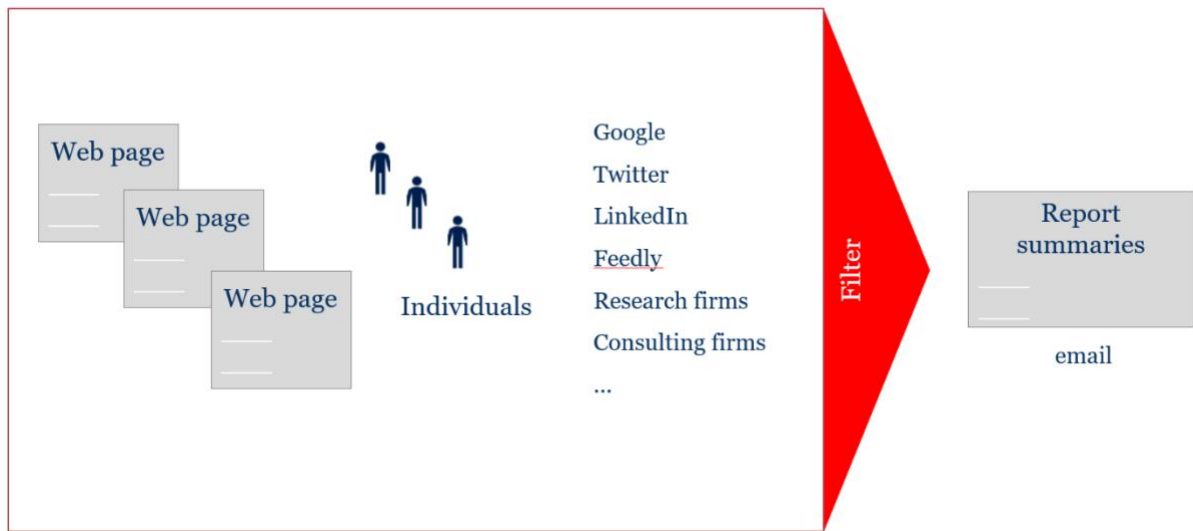 Web page
Web page
Web page
Individuals
Google
Twitter
LinkedIn
Feedly
Research firms
Consulting firms
...
Filter
Report
summaries
email